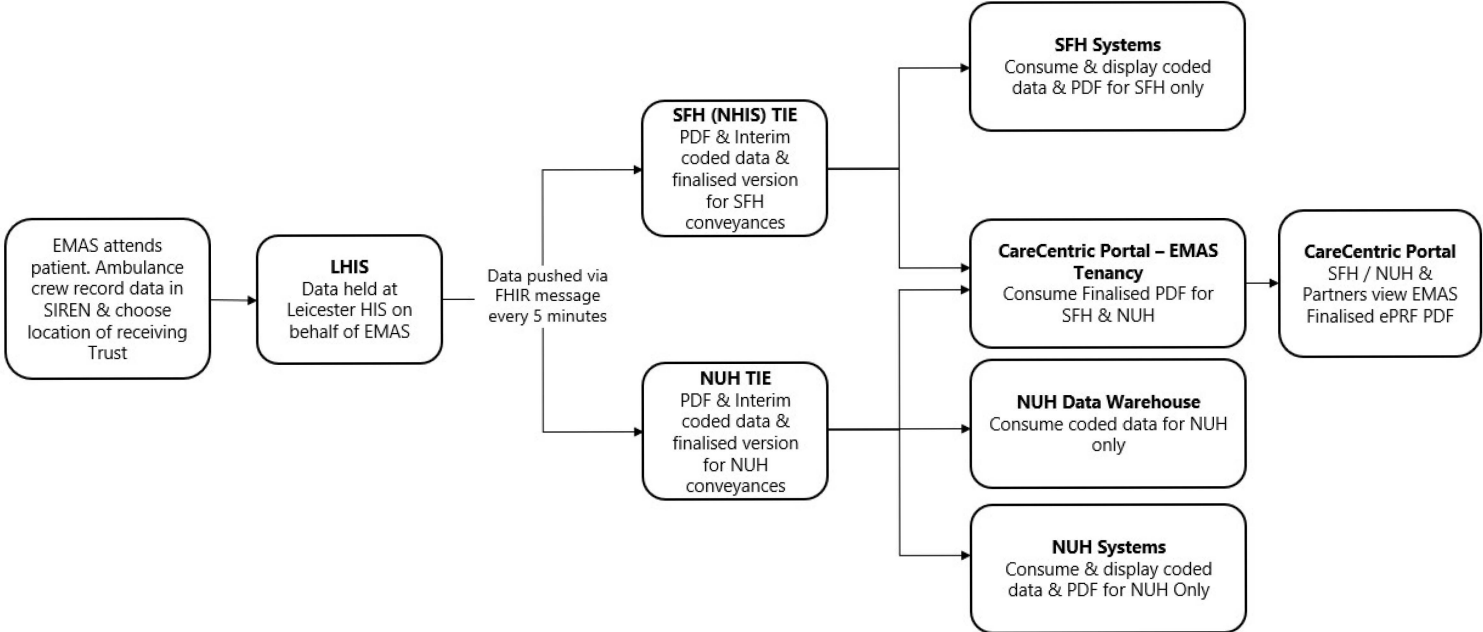 EMAS attends
patient. Ambulance
crew record data in
SIREN & choose
location of receiving
Trust
LHIS
Data held at
Leicester HIS on
behalf of EMAS
Data pushed via
FHIR message
every 5 minutes
SFH (NHIS) TIE
PDF & Interim
coded data &
finalised version
for SFH
conveyances
NUH TIE
PDF & Interim
coded data &
finalised version
for NUH
conveyances
SFH Systems
Consume & display coded
data & PDF for SFH only
CareCentric Portal – EMAS
Tenancy
Consume Finalised PDF for
SFH & NUH
NUH Data Warehouse
Consume coded data for NUH
only
NUH Systems
Consume & display coded
data & PDF for NUH Only
CareCentric Portal
SFH / NUH &
Partners view EMAS
Finalised ePRF PDF